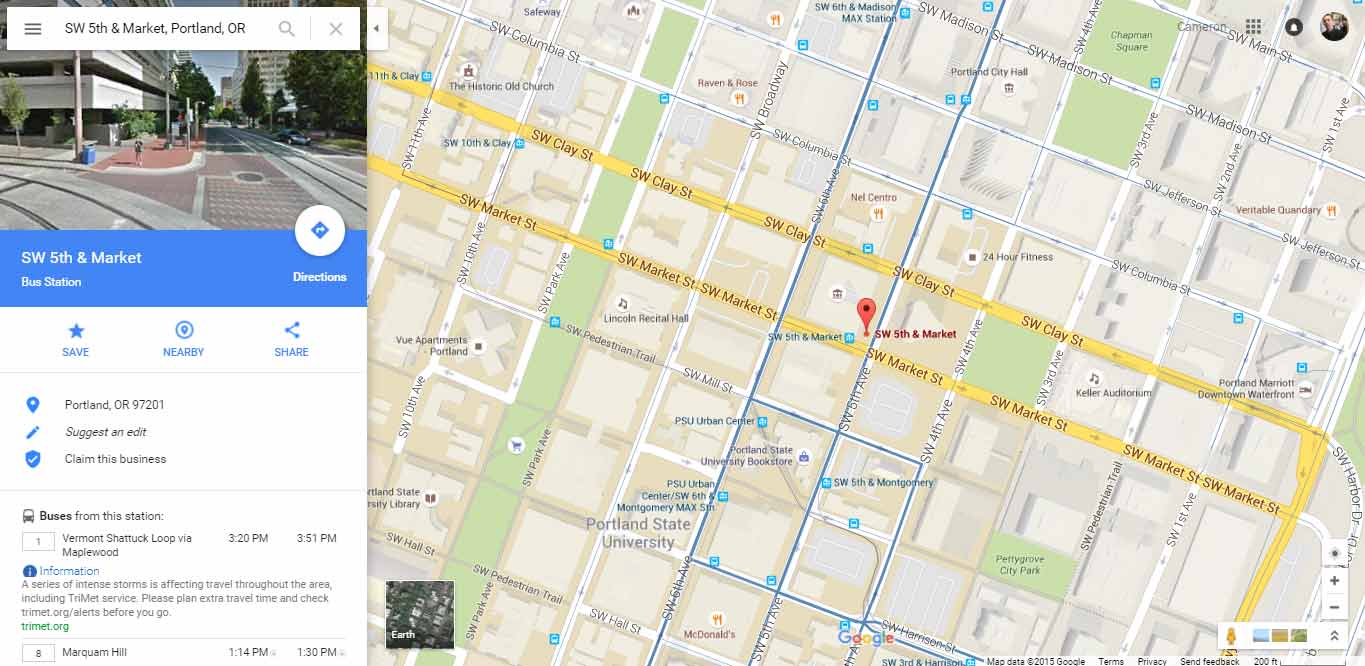 SW 5th & Market, Portland, OR
SW 5th & Market
Bus Station
Directions
SAVE
NEARBY
SHARE
Portland, OR 97201
Suggest an edit
Claim this business
Buses from this station:
1
Vermont Shattuck Loop via
Maplewood
3:20 PM
3:51 PM
Information
A series of intense storms is affecting travel throughout the area,
including TriMet service. Please plan extra travel time and check
trimet.org/alerts before you go.
trimet.org
8
Marquam Hill
1:14 PM
1:30 PM
Safeway
SW 6th & Madison
MAX Station
Cameron
Chapman
Square
SW Main St
SW 4th Ave
SW Columbia St
SW Madison St
Portland City Hall
11th & Clay
The Historic Old Church
Raven & Rose
SW Broadway
SW Madison St
SW 1st Ave
SW 11th Ave
SW 10th & Clay
SW Clay St
SW Columbia St
SW 3rd Ave
SW 2nd Ave
SW Clay St
SW Jefferson St
SW Market St
SW 6th Ave
Nel Centro
Veritable Quandary
SW Clay St
SW Jefferson St
SW 10th Ave
SW Park Ave
SW Market St
SW Market St
SW Clay St
24 Hour Fitness
SW Columbia St
Lincoln Recital Hall
SW 5th & Market
SW 5th & Market
SW Clay St
Vue Apartments
- Portland
SW Pedestrian Trail
SW Market St
SW 4th Ave
SW 3rd Ave
SW Mill St
Keller Auditorium
Portland Marriott
Downtown Waterfront
SW 10th Ave
SW 5th Ave
SW Market St
PSU Urban Center
SW 4th Ave
SW Park Ave
Portland State
University Bookstore
SW Market St
SW Market St
SW Harbor Dr
rtland State
rsity Library
PSU Urban
Center/SW 6th &
Montgomery MAX Stn
SW 5th & Montgomery
SW Pedestrian Trail
SW 1st Ave
Portland State
University
SW Hall St
Pettygrove
City Park
SW Pedestrian Trail
SW 6th Ave
SW Park Ave
SW Hall St
McDonald's
SW 5th Ave
SW Harrison St
Earth
Google
SW 3rd & Harrison
Map data ©2015 Google
Terms
Privacy
Send feedback
200 ft